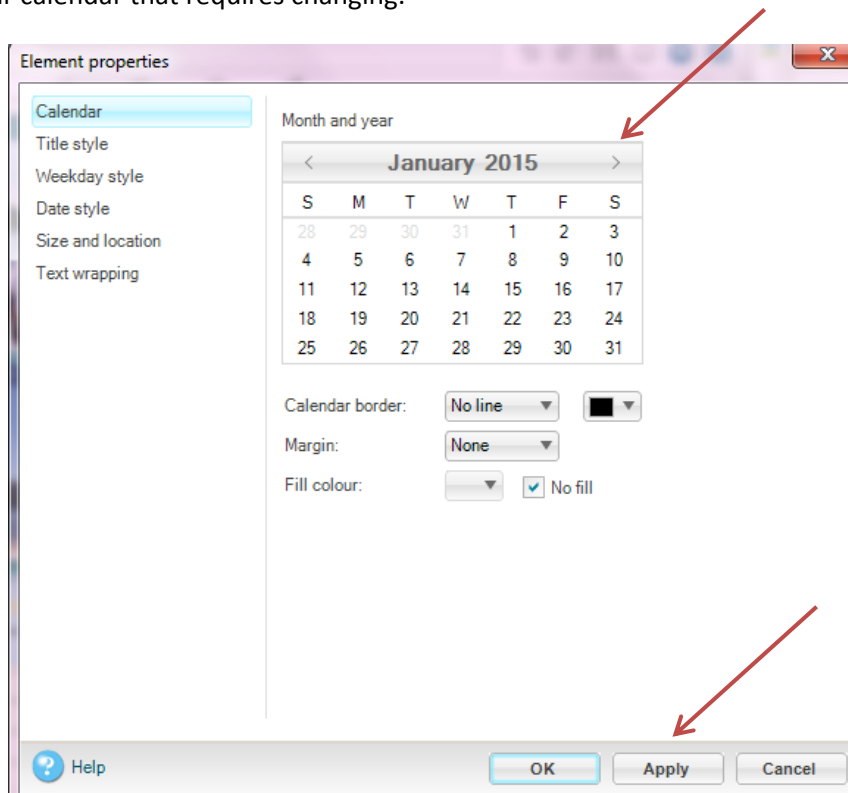 r calendar that requires changing.
Element properties
Calendar
Title style
Weekday style
Date style
Size and location
Text wrapping
Month and year
< January 2015 >
S M T W T F S
28 29 30 31 1 2 3
4 5 6 7 8 9 10
11 12 13 14 15 16 17
18 19 20 21 22 23 24
25 26 27 28 29 30 31
Calendar border: No line
Margin: None
Fill colour: No fill
? Help OK Apply Cancel